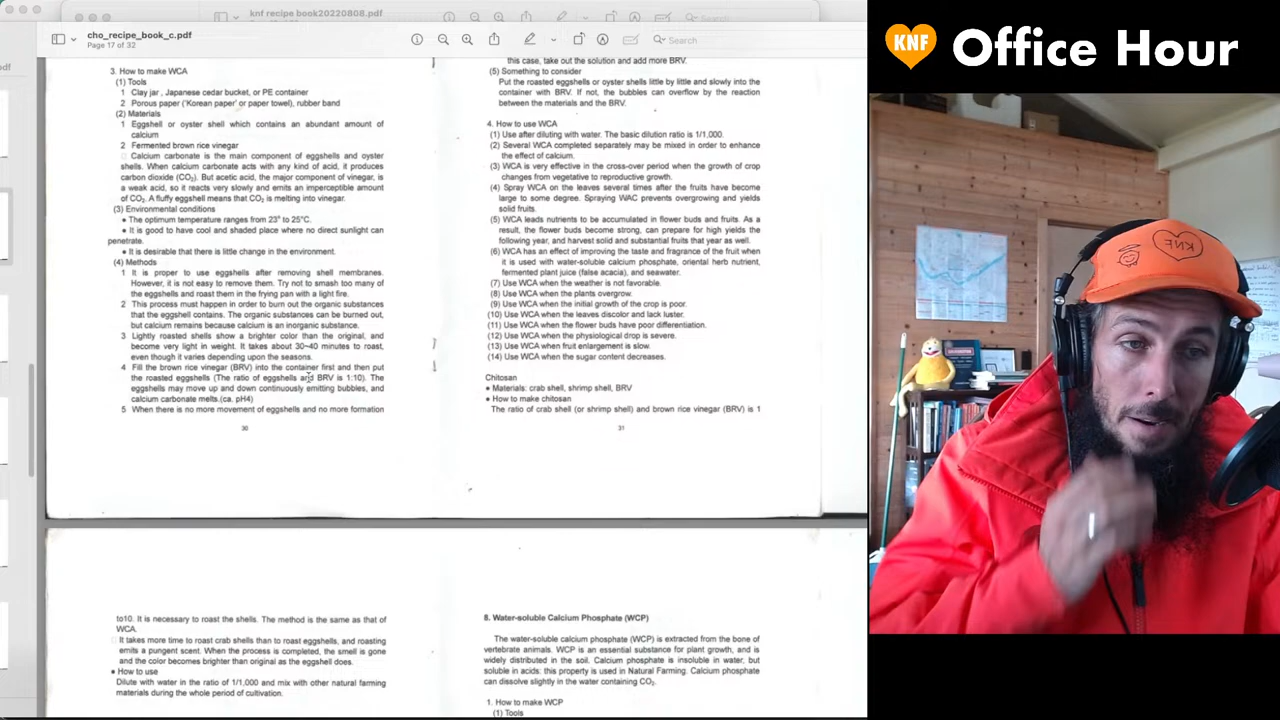 knf recipe book20220808.pdf
Search
cho_recipe_book_c.pdf
Page 17 of 32
Search
pdf
3. How to make WCA
(1) Tools
1 Clay jar , Japanese cedar bucket, or PE container
2 Porous paper ('Korean paper' or paper towel), rubber band
(2) Materials
1 Eggshell or oyster shell which contains an abundant amount of
calcium
2 Fermented brown rice vinegar
Calcium carbonate is the main component of eggshells and oyster
shells. When calcium carbonate acts with any kind of acid, it produces
carbon dioxide (CO2). But acetic acid, the major component of vinegar, is
a weak acid, so it reacts very slowly and emits an imperceptible amount
of CO2. A fluffy eggshell means that CO2 is melting into vinegar.
(3) Environmental conditions
● The optimum temperature ranges from 23° to 25°C.
● It is good to have cool and shaded place where no direct sunlight can
penetrate.
● It is desirable that there is little change in the environment.
(4) Methods
1 It is proper to use eggshells after removing shell membranes.
However, it is not easy to remove them. Try not to smash too many of
the eggshells and roast them in the frying pan with a light fire.
2 This process must happen in order to burn out the organic substances
that the eggshell contains. The organic substances can be burned out,
but calcium remains because calcium is an inorganic substance.
3 Lightly roasted shells show a brighter color than the original, and
become very light in weight. It takes about 30~40 minutes to roast,
even though it varies depending upon the seasons.
4 Fill the brown rice vinegar (BRV) into the container first and then put
the roasted eggshells (The ratio of eggshells and BRV is 1:10). The
eggshells may move up and down continuously emitting bubbles, and
calcium carbonate melts.(ca. pH4)
5 When there is no more movement of eggshells and no more formation
30
this case, take out the solution and add more BRV.
(5) Something to consider
Put the roasted eggshells or oyster shells little by little and slowly into the
container with BRV. If not, the bubbles can overflow by the reaction
between the materials and the BRV.
4. How to use WCA
(1) Use after diluting with water. The basic dilution ratio is 1/1,000.
(2) Several WCA completed separately may be mixed in order to enhance
the effect of calcium.
(3) WCA is very effective in the cross-over period when the growth of crop
changes from vegetative to reproductive growth.
(4) Spray WCA on the leaves several times after the fruits have become
large to some degree. Spraying WAC prevents overgrowing and yields
solid fruits.
(5) WCA leads nutrients to be accumulated in flower buds and fruits. As a
result, the flower buds become strong, can prepare for high yields the
following year, and harvest solid and substantial fruits that year as well.
(6) WCA has an effect of improving the taste and fragrance of the fruit when
it is used with water-soluble calcium phosphate, oriental herb nutrient,
fermented plant juice (false acacia), and seawater.
(7) Use WCA when the weather is not favorable.
(8) Use WCA when the plants overgrow.
(9) Use WCA when the initial growth of the crop is poor.
(10) Use WCA when the leaves discolor and lack luster.
(11) Use WCA when the flower buds have poor differentiation.
(12) Use WCA when the physiological drop is severe.
(13) Use WCA when fruit enlargement is slow.
(14) Use WCA when the sugar content decreases.
Chitosan
● Materials: crab shell, shrimp shell, BRV
● How to make chitosan
The ratio of crab shell (or shrimp shell) and brown rice vinegar (BRV) is 1
31
to10. It is necessary to roast the shells. The method is the same as that of
WCA.
It takes more time to roast crab shells than to roast eggshells, and roasting
emits a pungent scent. When the process is completed, the smell is gone
and the color becomes brighter than original as the eggshell does.
● How to use
Dilute with water in the ratio of 1/1,000 and mix with other natural farming
materials during the whole period of cultivation.
8. Water-soluble Calcium Phosphate (WCP)
The water-soluble calcium phosphate (WCP) is extracted from the bone of
vertebrate animals. WCP is an essential substance for plant growth, and is
widely distributed in the soil. Calcium phosphate is insoluble in water, but
soluble in acids: this property is used in Natural Farming. Calcium phosphate
can dissolve slightly in the water containing CO2.
1. How to make WCP
(1) Tools
KNF Office Hour
KNF